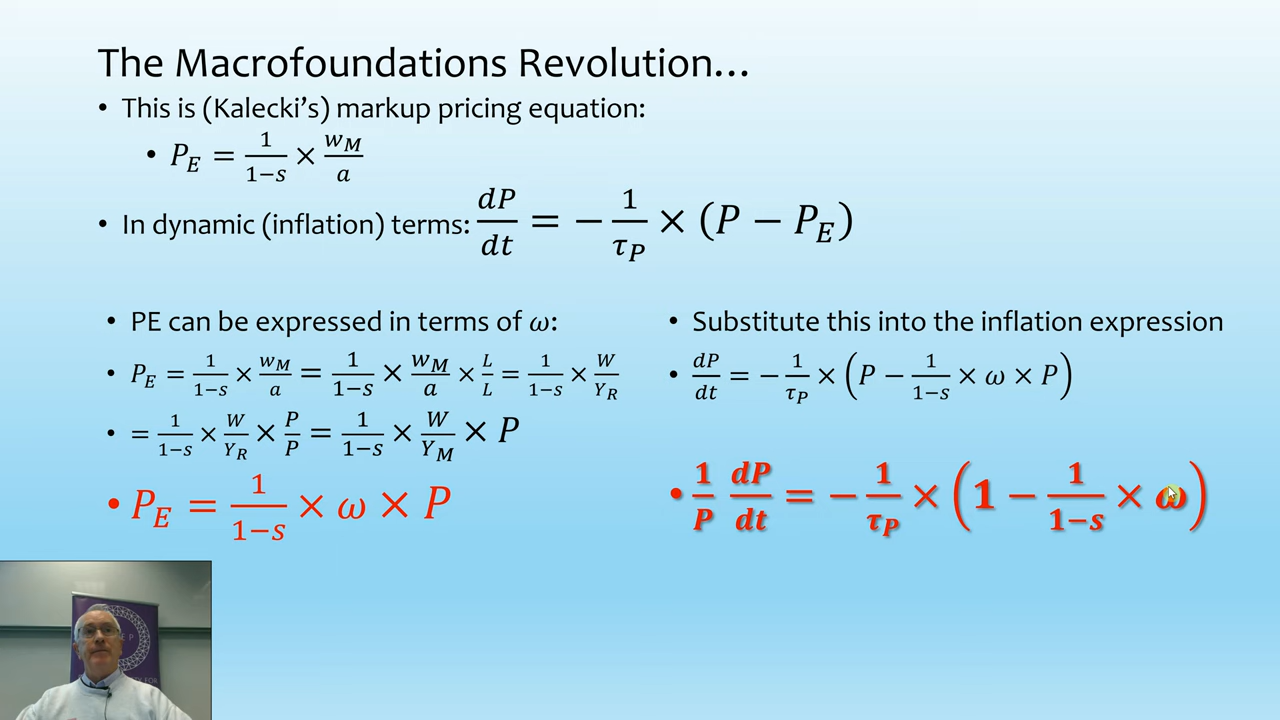 The Macrofoundations Revolution…
• This is (Kalecki’s) markup pricing equation:
• P_E = 1/(1−s) × w_M/a
• In dynamic (inflation) terms: dP/dt = − 1/τ_P × (P − P_E)
• PE can be expressed in terms of ω:
• P_E = 1/(1−s) × w_M/a = 1/(1−s) × w_M/a × L/L = 1/(1−s) × W/Y_R
• = 1/(1−s) × W/Y_R × P/P = 1/(1−s) × W/Y_M × P
• P_E = 1/(1−s) × ω × P
• Substitute this into the inflation expression
• dP/dt = − 1/τ_P × (P − 1/(1−s) × ω × P)
• 1/P dP/dt = − 1/τ_P × (1 − 1/(1−s) × ω)